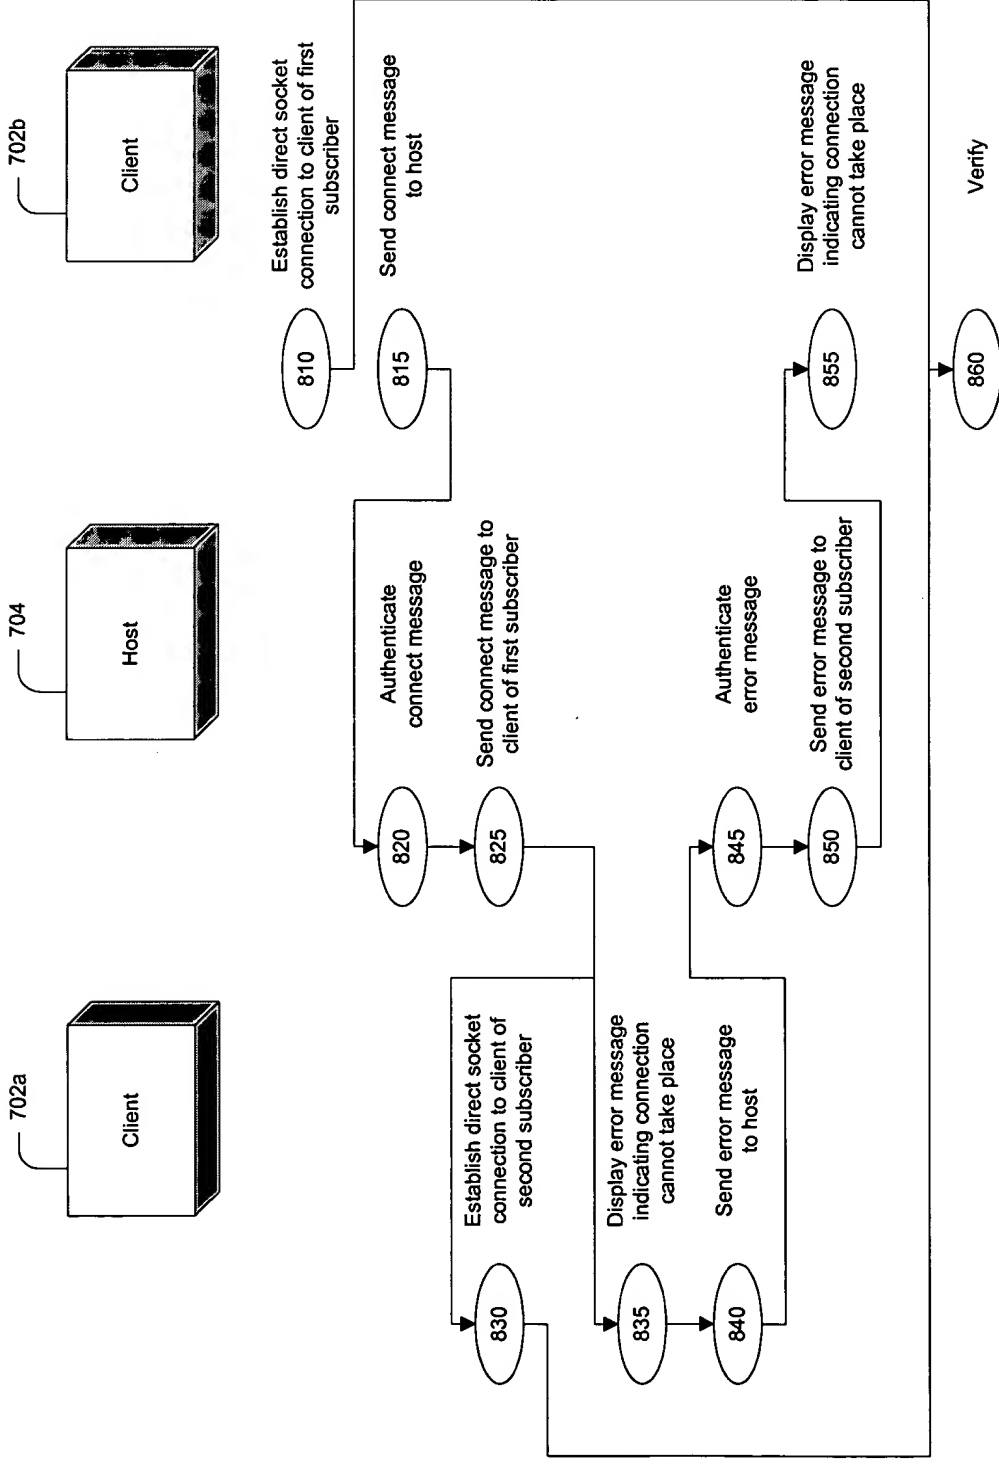 702a
Client
704
Host
702b
Client
810
Establish direct socket
connection to client of first
subscriber
815
Send connect message
to host
820
Authenticate
connect message
825
Send connect message to
client of first subscriber
830
Establish direct socket
connection to client of
second subscriber
835
Display error message
indicating connection
cannot take place
840
Send error message
to host
845
Authenticate
error message
850
Send error message to
client of second subscriber
855
Display error message
indicating connection
cannot take place
860
Verify